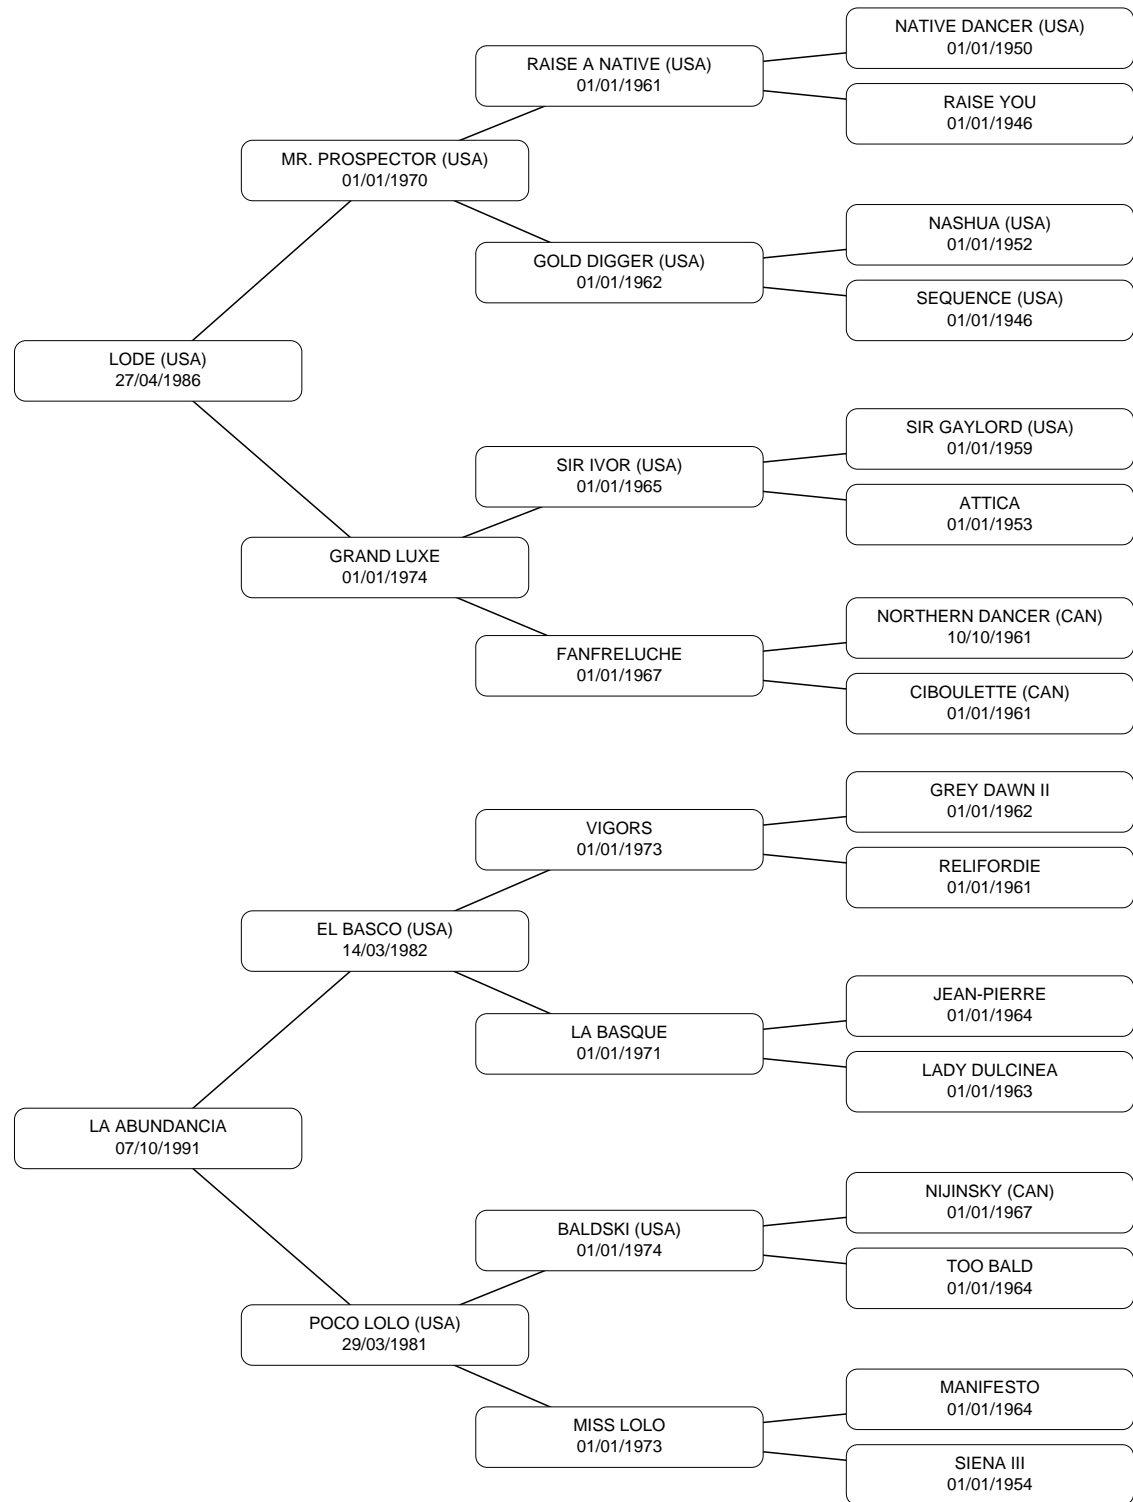 NATIVE DANCER (USA)
01/01/1950
RAISE A NATIVE (USA)
01/01/1961
RAISE YOU
01/01/1946
MR. PROSPECTOR (USA)
01/01/1970
NASHUA (USA)
01/01/1952
GOLD DIGGER (USA)
01/01/1962
SEQUENCE (USA)
01/01/1946
LODE (USA)
27/04/1986
SIR GAYLORD (USA)
01/01/1959
SIR IVOR (USA)
01/01/1965
ATTICA
01/01/1953
GRAND LUXE
01/01/1974
NORTHERN DANCER (CAN)
10/10/1961
FANFRELUCHE
01/01/1967
CIBOULETTE (CAN)
01/01/1961
GREY DAWN II
01/01/1962
VIGORS
01/01/1973
RELIFORDIE
01/01/1961
EL BASCO (USA)
14/03/1982
JEAN-PIERRE
01/01/1964
LA BASQUE
01/01/1971
LADY DULCINEA
01/01/1963
LA ABUNDANCIA
07/10/1991
NIJINSKY (CAN)
01/01/1967
BALDSKI (USA)
01/01/1974
TOO BALD
01/01/1964
POCO LOLO (USA)
29/03/1981
MANIFESTO
01/01/1964
MISS LOLO
01/01/1973
SIENA III
01/01/1954